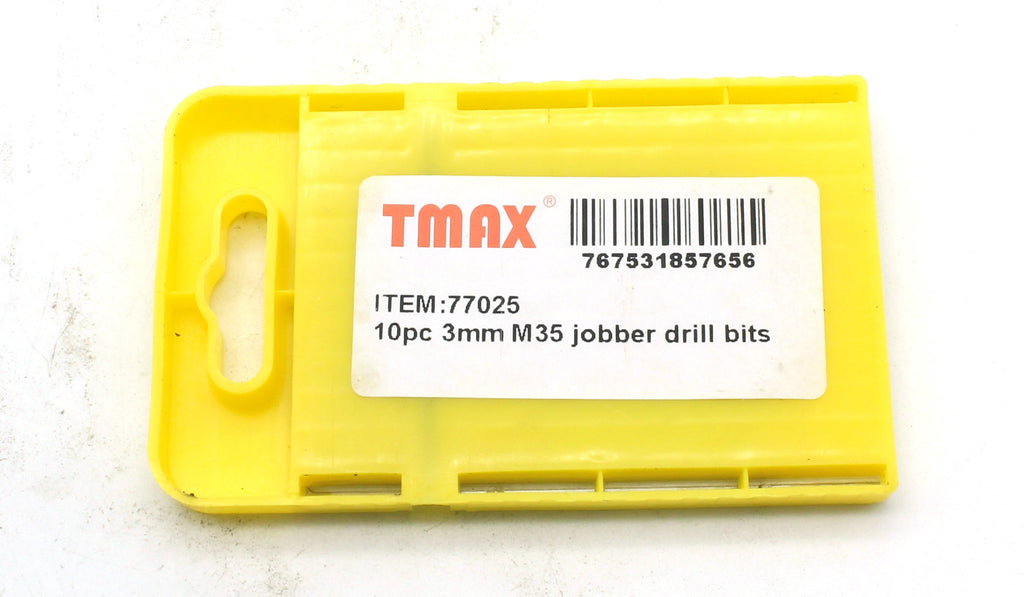 TMAX®
767531857656
ITEM:77025
10pc 3mm M35 jobber drill bits